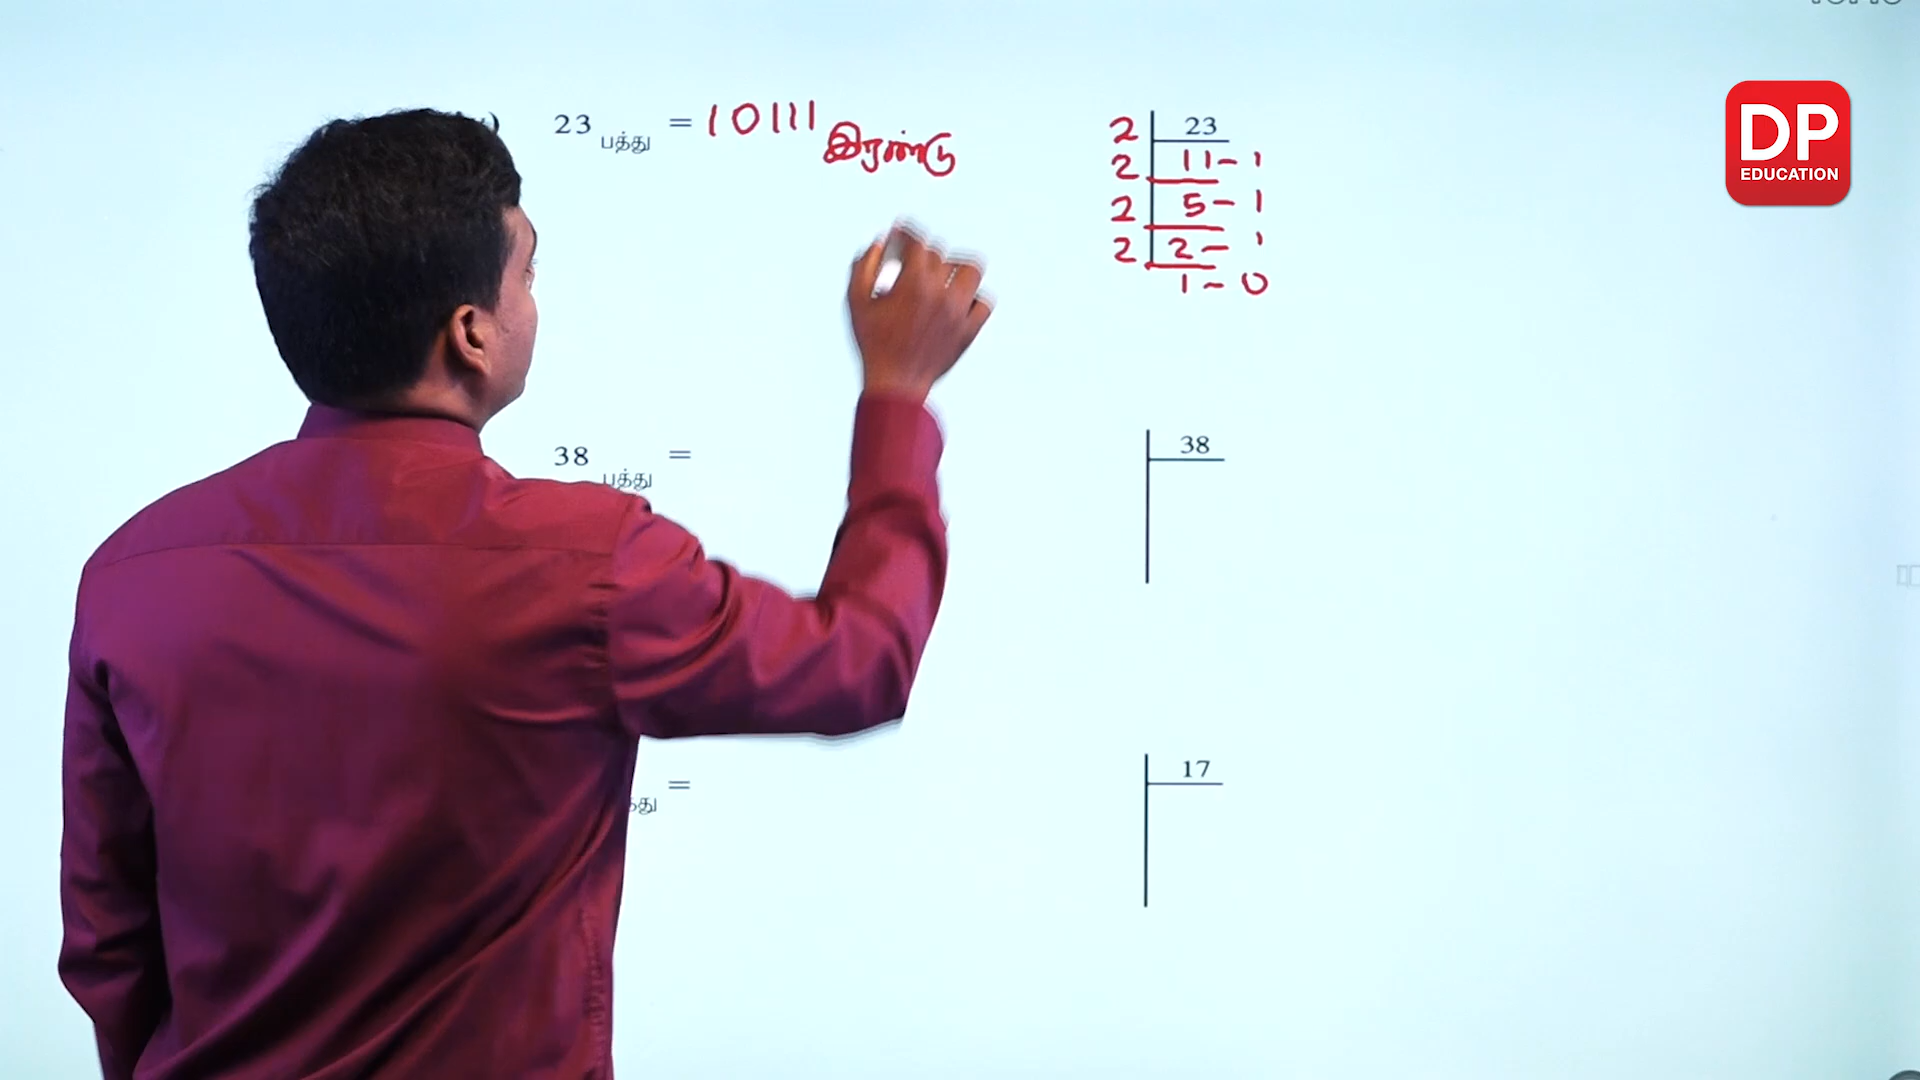 23 பத்து = 10111 இரண்டு
2 23
2 11 - 1
2 5 - 1
2 2 - 1
1 - 0
DP
EDUCATION
38 பத்து =
38
=
17